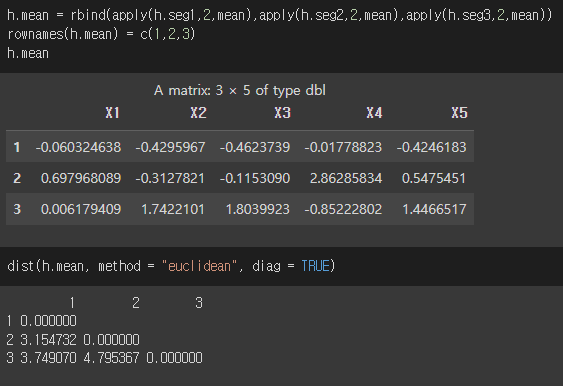 h.mean = rbind(apply(h.seg1,2,mean),apply(h.seg2,2,mean),apply(h.seg3,2,mean))
rownames(h.mean) = c(1,2,3)
h.mean
A matrix: 3 × 5 of type dbl
X1 X2 X3 X4 X5
1 -0.060324638 -0.4295967 -0.4623739 -0.01778823 -0.4246183
2 0.697968089 -0.3127821 -0.1153090 2.86285834 0.5475451
3 0.006179409 1.7422101 1.8039923 -0.85222802 1.4466517
dist(h.mean, method = "euclidean", diag = TRUE)
1 2 3
1 0.000000
2 3.154732 0.000000
3 3.749070 4.795367 0.000000